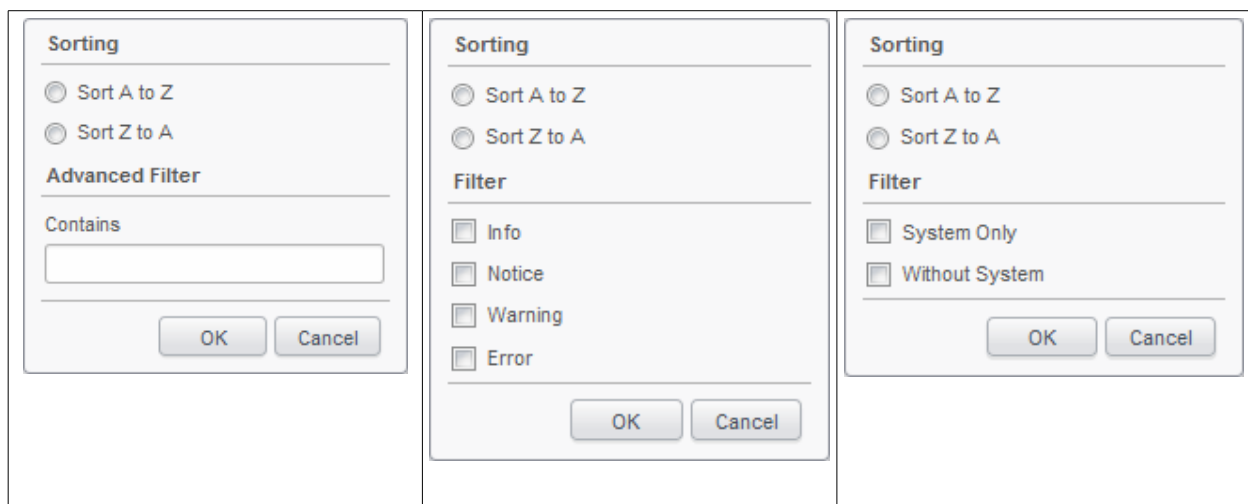 Sorting
Sort A to Z
Sort Z to A
Advanced Filter
Contains
OK
Cancel
Sorting
Sort A to Z
Sort Z to A
Filter
Info
Notice
Warning
Error
OK
Cancel
Sorting
Sort A to Z
Sort Z to A
Filter
System Only
Without System
OK
Cancel